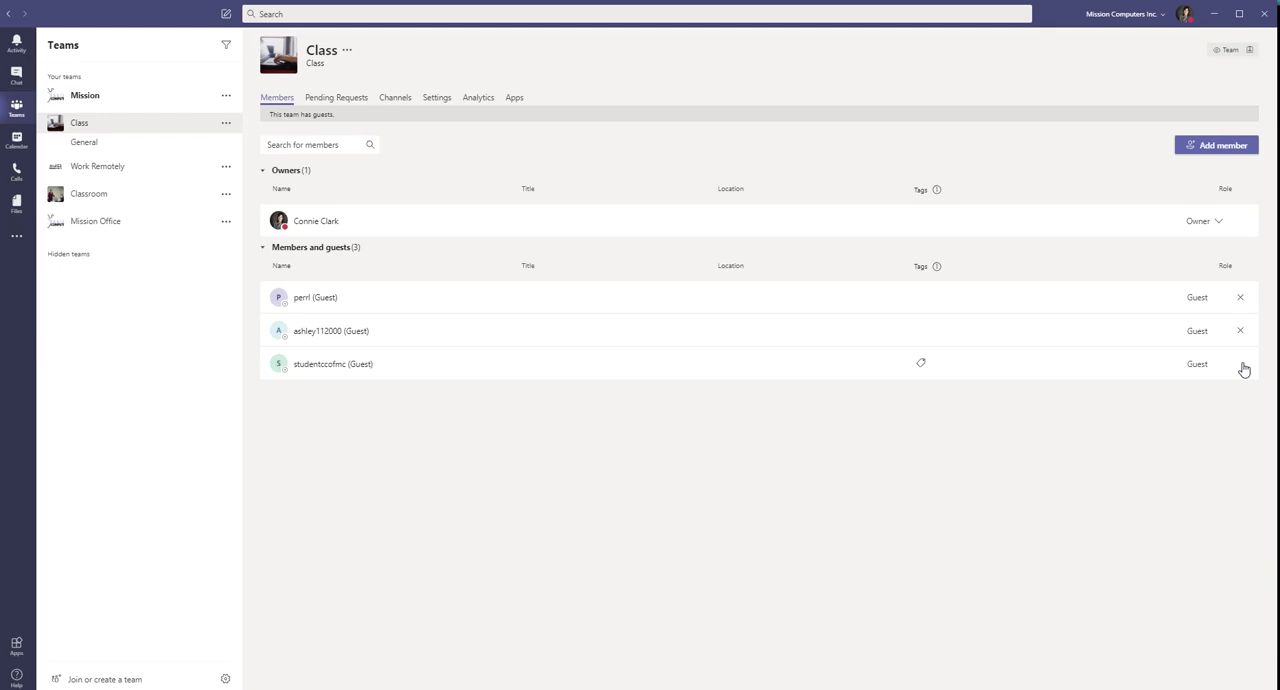 Search
Mission Computers Inc.
Activity
Chat
Teams
Calendar
Calls
Files
Apps
Help
Teams
Your teams
Mission
Class
General
Work Remotely
Classroom
Mission Office
Hidden teams
Join or create a team
Class
Class
Team
Members Pending Requests Channels Settings Analytics Apps
This team has guests.
Search for members
Add member
Owners (1)
Name Title Location Tags Role
Connie Clark Owner
Members and guests (3)
Name Title Location Tags Role
P perrl (Guest) Guest
A ashley112000 (Guest) Guest
S studentccofmc (Guest) Guest